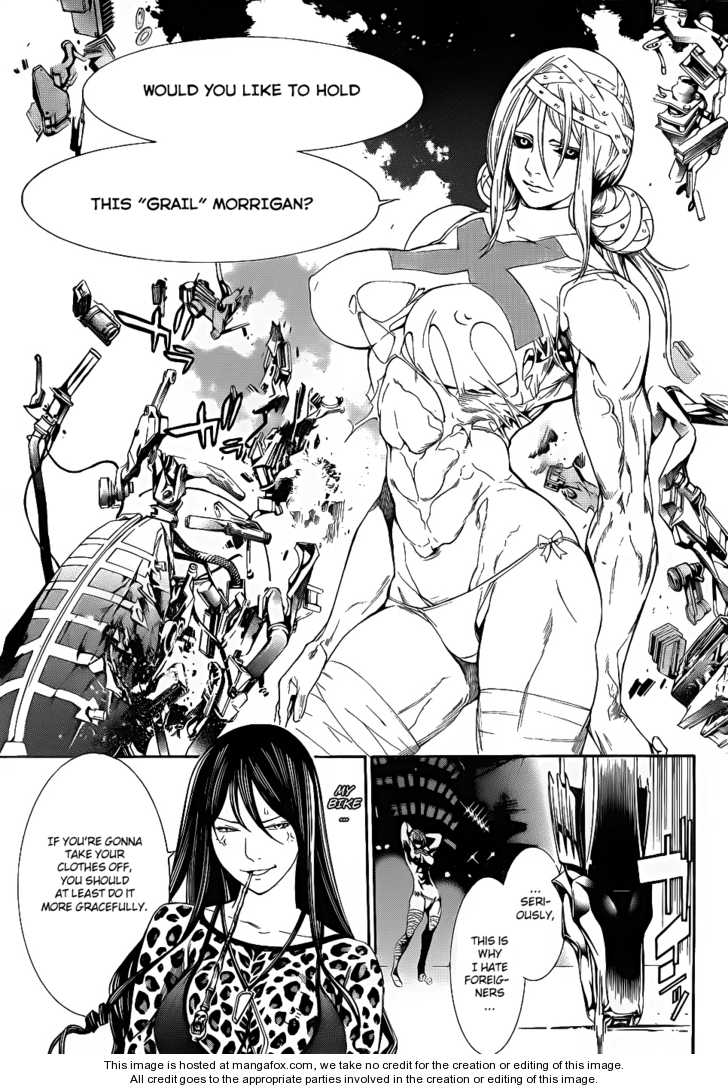 WOULD YOU LIKE TO HOLD
THIS "GRAIL" MORRIGAN?
...
SERI-
OUSLY,
THIS IS
WHY
I HATE
FOREIG-
NERS
...
MY
BIKE
...
IF YOU'RE GONNA
TAKE YOUR
CLOTHES OFF,
YOU SHOULD
AT LEAST DO IT
MORE GRACEFULLY.
This image is hosted at mangafox.com, we take no credit for the creation or editing of this image.
All credit goes to the appropriate parties involved in the creation or editing of this image.